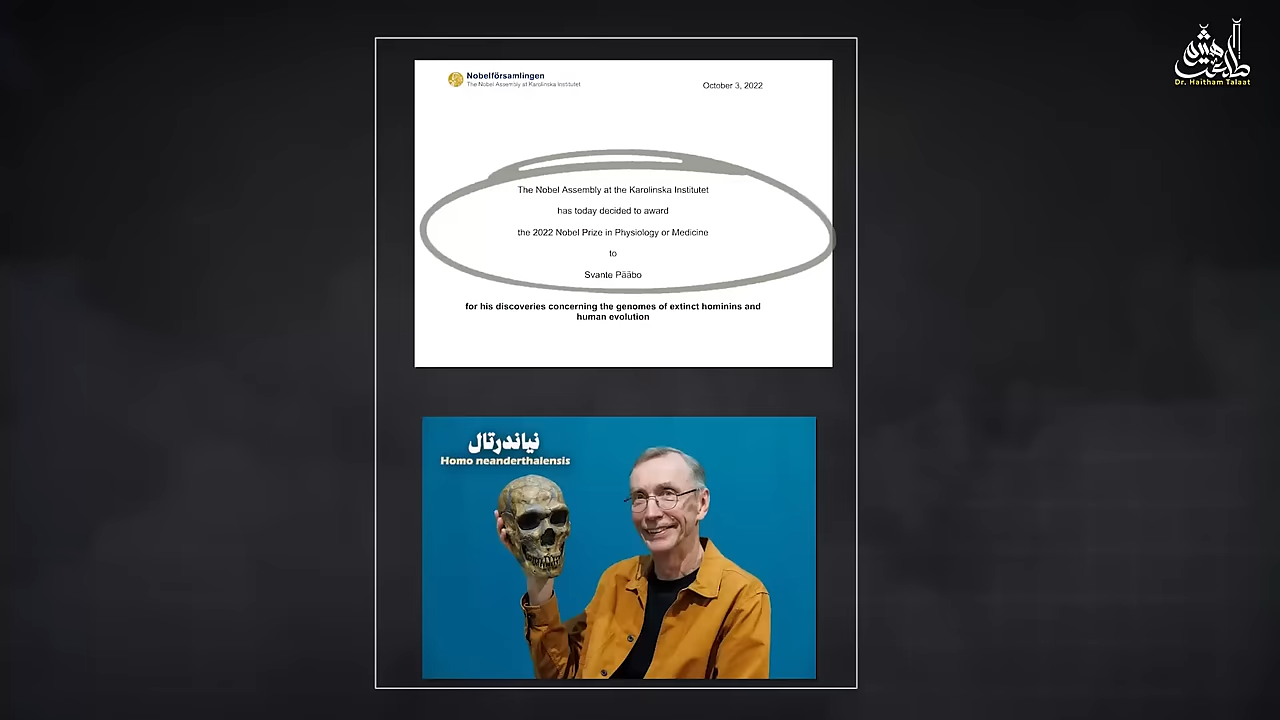 هيثم طلعت
Dr. Haitham Talaat
Nobelförsamlingen
The Nobel Assembly at Karolinska Institutet
October 3, 2022
The Nobel Assembly at the Karolinska Institutet
has today decided to award
the 2022 Nobel Prize in Physiology or Medicine
to
Svante Pääbo
for his discoveries concerning the genomes of extinct hominins and
human evolution
نياندرتال
Homo neanderthalensis